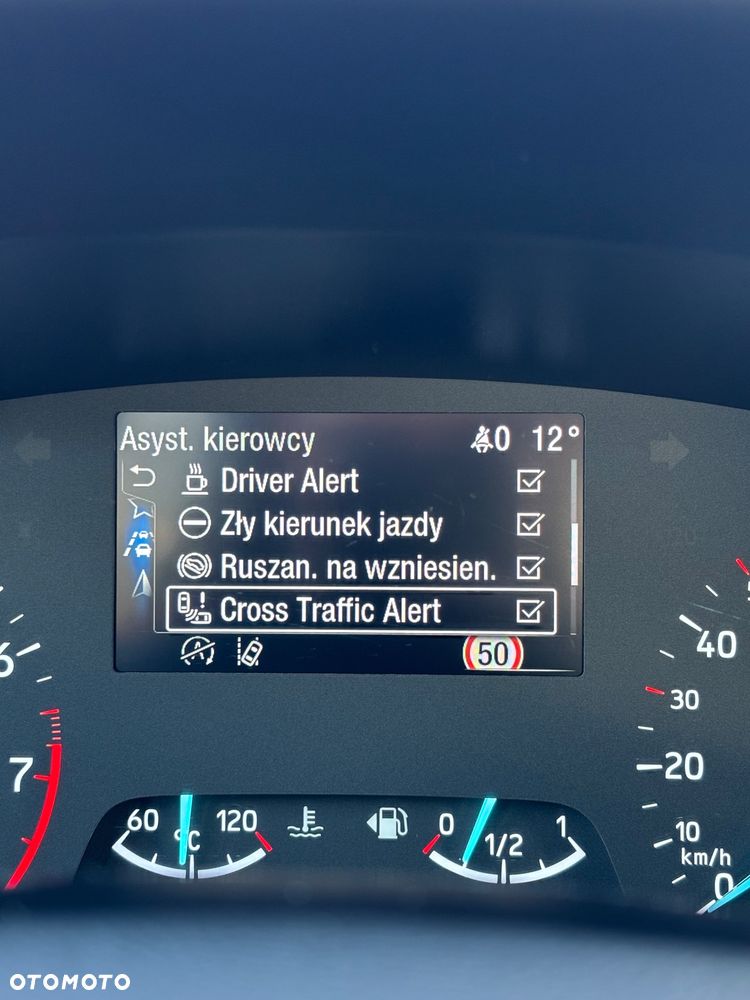 Asyst. kierowcy 0 12°
Driver Alert
Zły kierunek jazdy
Ruszan. na wzniesien.
Cross Traffic Alert
50
6
7
40
30
20
10
km/h
0
60 °C 120
0 1/2 1
OTOMOTO